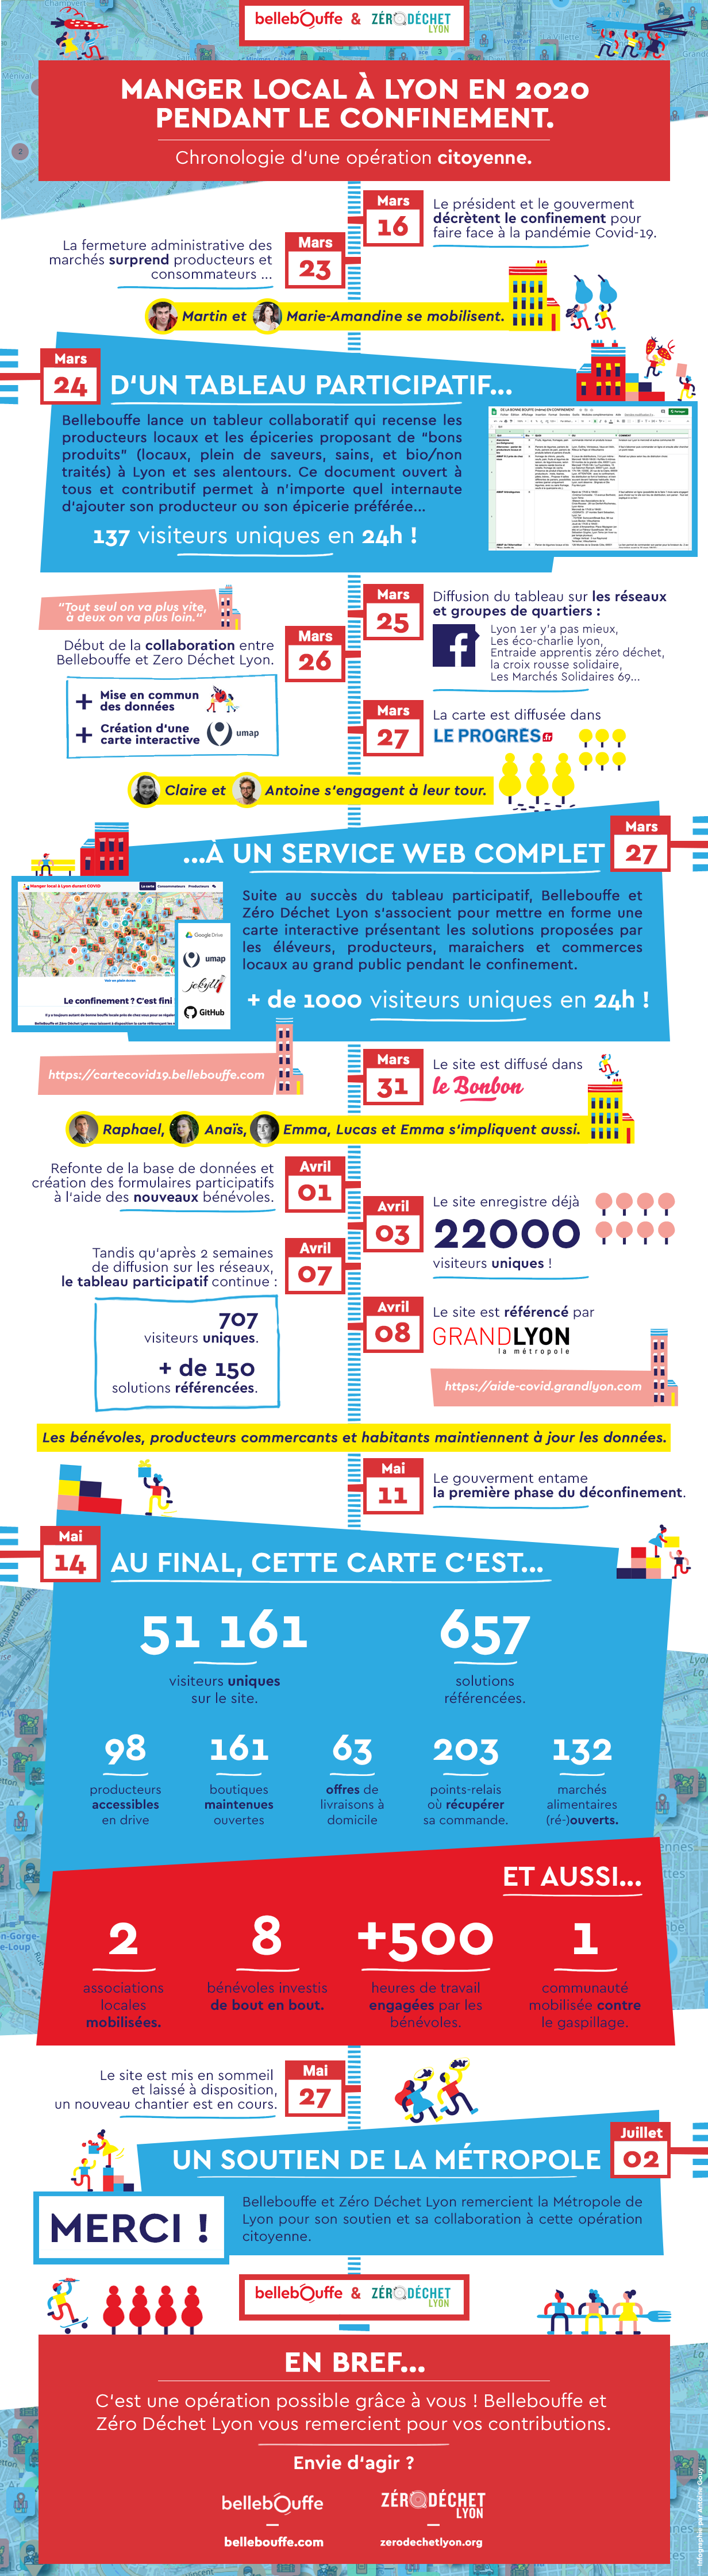 bellebouffe & ZÉRO DÉCHET
LYON
MANGER LOCAL À LYON EN 2020
PENDANT LE CONFINEMENT.
Chronologie d'une opération citoyenne.
Mars
16
Le président et le gouverment
décrètent le confinement pour
faire face à la pandémie Covid-19.
Mars
23
La fermeture administrative des
marchés surprend producteurs et
consommateurs ...
Martin et Marie-Amandine se mobilisent.
Mars
24
D'UN TABLEAU PARTICIPATIF...
Bellebouffe lance un tableur collaboratif qui recense les
producteurs locaux et les épiceries proposant de "bons
produits" (locaux, plein de saveurs, sains, et bio/non
traités) à Lyon et ses alentours. Ce document ouvert à
tous et contributif permet à n'importe quel internaute
d'ajouter son producteur ou son épicerie préférée...
137 visiteurs uniques en 24h !
"Tout seul on va plus vite,
à deux on va plus loin."
Mars
25
Diffusion du tableau sur les réseaux
et groupes de quartiers :
Lyon 1er y'a pas mieux,
Les éco-charlie lyon,
Entraide apprentis zéro déchet,
la croix rousse solidaire,
Les Marchés Solidaires 69...
Mars
26
Début de la collaboration entre
Bellebouffe et Zero Déchet Lyon.
+ Mise en commun
des données
+ Création d'une
carte interactive
umap
Mars
27
La carte est diffusée dans
LE PROGRÈS.fr
Claire et Antoine s'engagent à leur tour.
Mars
27
...À UN SERVICE WEB COMPLET
Manger local à Lyon durant COVID
La carte Consommateurs Producteurs
Voir en plein écran
Le confinement ? C'est fini
Google Drive
umap
jekyll
GitHub
Suite au succès du tableau participatif, Bellebouffe et
Zéro Déchet Lyon s'associent pour mettre en forme une
carte interactive présentant les solutions proposées par
les éleveurs, producteurs, maraichers et commerces
locaux au grand public pendant le confinement.
+ de 1000 visiteurs uniques en 24h !
https://cartecovid19.bellebouffe.com
Mars
31
Le site est diffusé dans
le Bonbon
Raphael, Anaïs, Emma, Lucas et Emma s'impliquent aussi.
Avril
01
Refonte de la base de données et
création des formulaires participatifs
à l'aide des nouveaux bénévoles.
Avril
03
Le site enregistre déjà
22000
visiteurs uniques !
Avril
07
Tandis qu'après 2 semaines
de diffusion sur les réseaux,
le tableau participatif continue :
707
visiteurs uniques.
+ de 150
solutions référencées.
Avril
08
Le site est référencé par
GRANDLYON
la métropole
https://aide-covid.grandlyon.com
Les bénévoles, producteurs commercants et habitants maintiennent à jour les données.
Mai
11
Le gouverment entame
la première phase du déconfinement.
Mai
14
AU FINAL, CETTE CARTE C'EST...
51 161
visiteurs uniques
sur le site.
657
solutions
référencées.
98
producteurs
accessibles
en drive
161
boutiques
maintenues
ouvertes
63
offres de
livraisons à
domicile
203
points-relais
où récupérer
sa commande.
132
marchés
alimentaires
(ré-)ouverts.
ET AUSSI...
2
associations
locales
mobilisées.
8
bénévoles investis
de bout en bout.
+500
heures de travail
engagées par les
bénévoles.
1
communauté
mobilisée contre
le gaspillage.
Mai
27
Le site est mis en sommeil
et laissé à disposition,
un nouveau chantier est en cours.
Juillet
02
UN SOUTIEN DE LA MÉTROPOLE
MERCI !
Bellebouffe et Zéro Déchet Lyon remercient la Métropole de
Lyon pour son soutien et sa collaboration à cette opération
citoyenne.
bellebouffe & ZÉRO DÉCHET
LYON
EN BREF...
C'est une opération possible grâce à vous ! Bellebouffe et
Zéro Déchet Lyon vous remercient pour vos contributions.
Envie d'agir ?
bellebouffe
bellebouffe.com
ZÉRO DÉCHET
LYON
zerodechetlyon.org
Infographie par Antoine Gouy